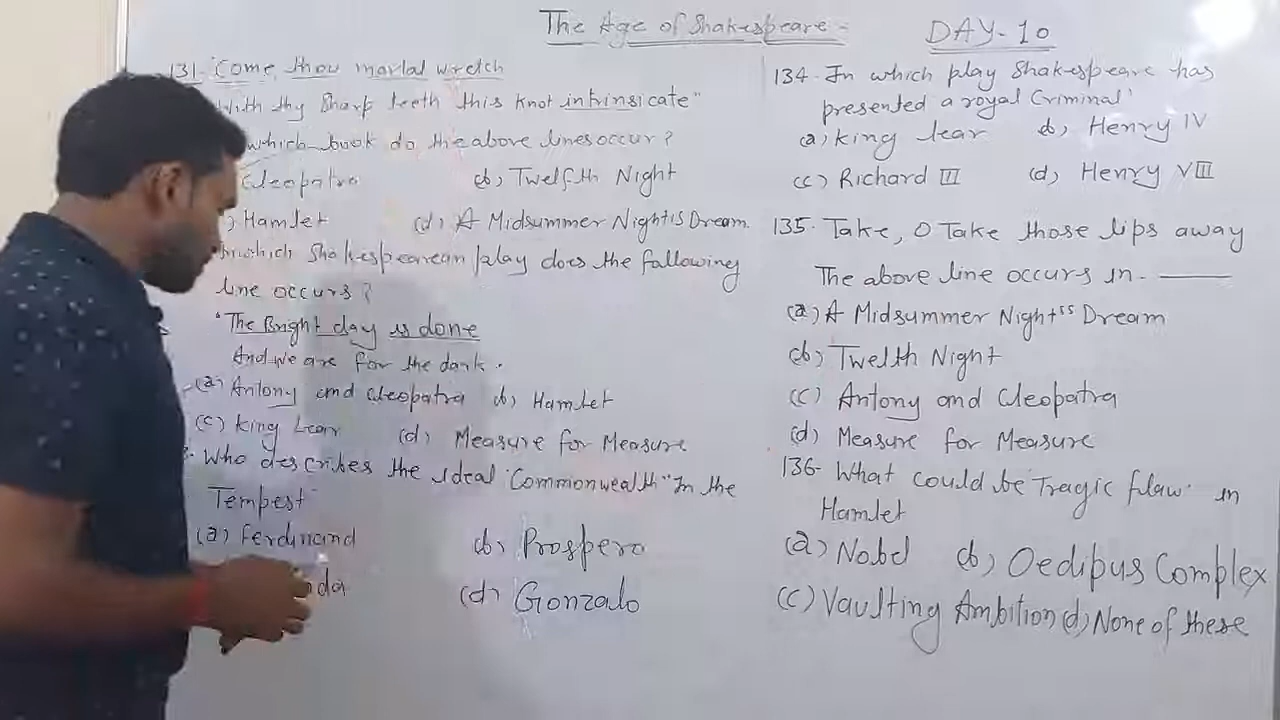 The Age of Shakespeare -
DAY-10
131. Come, thou marlal wretch
With thy Sharp teeth this knot intrinsicate"
which book do the above lines occur?
Cleopatra
(b) Twelfth Night
) Hamlet
(d) A Midsummer Night's Dream.
In which Shakespearean play does the following
line occurs?
"The Bright day is done
And we are for the dark.
(a) Antony and Cleopatra (b) Hamlet
(c) King Lear (d) Measure for Measure
Who describes the ideal "Commonwealth" In the
Tempest"
(a) Ferdinand
(b) Prospero
da
(d) Gonzalo
134. In which play Shakespeare has
presented a royal Criminal'
(a) King lear (b) Henry IV
(c) Richard III (d) Henry VIII
135. Take, O Take those lips away
The above line occurs in. ———
(a) A Midsummer Night's Dream
(b) Twelth Night
(c) Antony and Cleopatra
(d) Measure for Measure
136- What could be Tragic flaw in
Hamlet
(a) Nobel (b) Oedipus Complex
(c) Vaulting Ambition (d) None of these